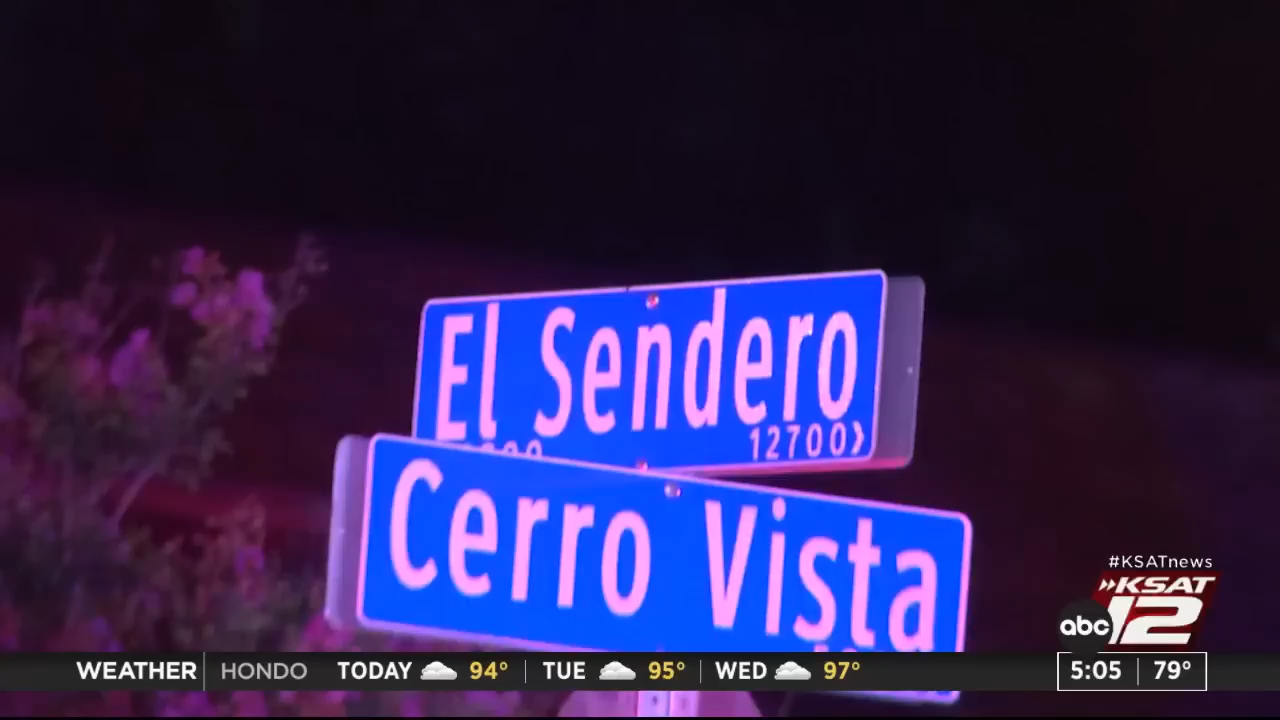 El Sendero
12700>
Cerro Vista
#KSATnews
KSAT
abc 12
WEATHER HONDO TODAY 94° TUE 95° WED 97° 5:05 79°